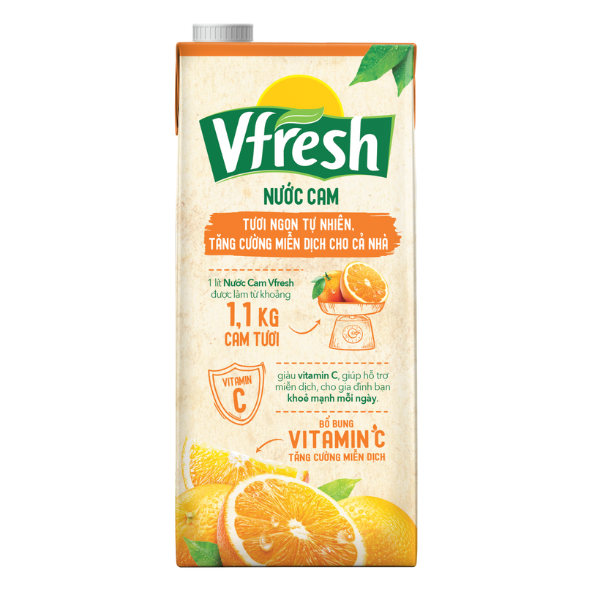 Vfresh
NƯỚC CAM
TƯƠI NGON TỰ NHIÊN,
TĂNG CƯỜNG MIỄN DỊCH CHO CẢ NHÀ
1 lít Nước Cam Vfresh
được làm từ khoảng
1,1 KG
CAM TƯƠI
VITAMIN
C
giàu vitamin C, giúp hỗ trợ
miễn dịch, cho gia đình bạn
khoẻ mạnh mỗi ngày.
BỔ SUNG
VITAMIN C
TĂNG CƯỜNG MIỄN DỊCH